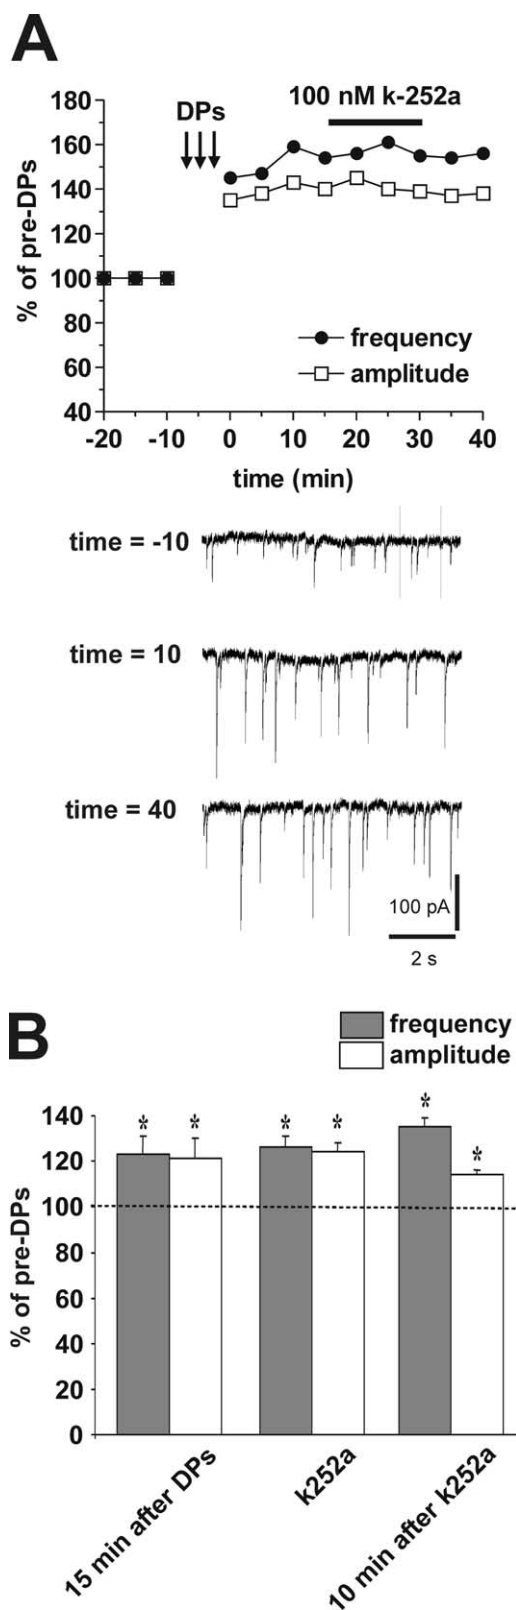 A
% of pre-DPs
180
160
140
120
100
80
60
40
DPs
100 nM k-252a
frequency
amplitude
-20 -10 0 10 20 30 40
time (min)
time = -10
time = 10
time = 40
100 pA
2 s
B
frequency
amplitude
% of pre-DPs
140
120
100
80
60
40
20
0
* * * * * *
15 min after DPs
k252a
10 min after k252a